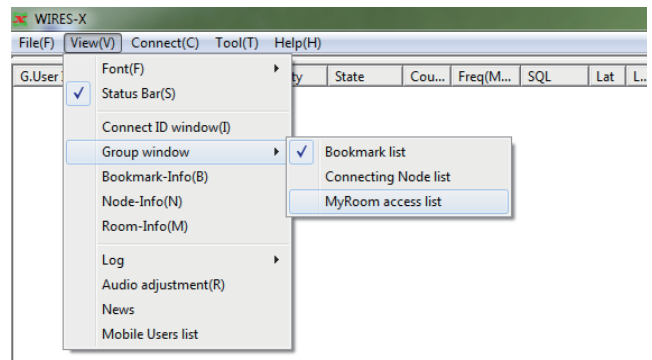 WIRES-X
File(F) View(V) Connect(C) Tool(T) Help(H)
G.User ty State Cou... Freq(M... SQL Lat L...
Font(F)
Status Bar(S)
Connect ID window(I)
Group window
Bookmark-Info(B)
Node-Info(N)
Room-Info(M)
Log
Audio adjustment(R)
News
Mobile Users list
Bookmark list
Connecting Node list
MyRoom access list